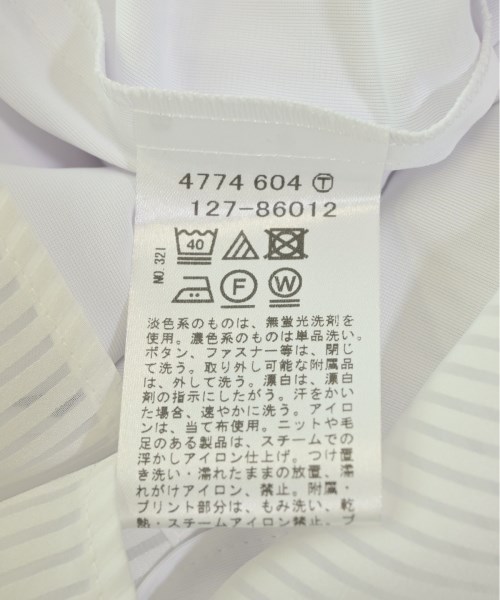 4774 604 Ⓣ
127-86012
NO.321
40
F W
淡色系のものは、無蛍光洗剤を
使用。濃色系のものは単品洗い。
ボタン、ファスナー等は、閉じ
て洗う。取り外し可能な附属品
は、外して洗う。漂白は、漂白
剤の指示にしたがう。汗をかい
た場合、速やかに洗う。アイロ
ンは、当て布使用。ニットや毛
足のある製品は、スチームでの
浮かしアイロン仕上げ。つけ置
き洗い・濡れたままの放置、濡
れがけアイロン、禁止。附属・
プリント部分は、もみ洗い、乾
熱・スチームアイロン禁止。プ